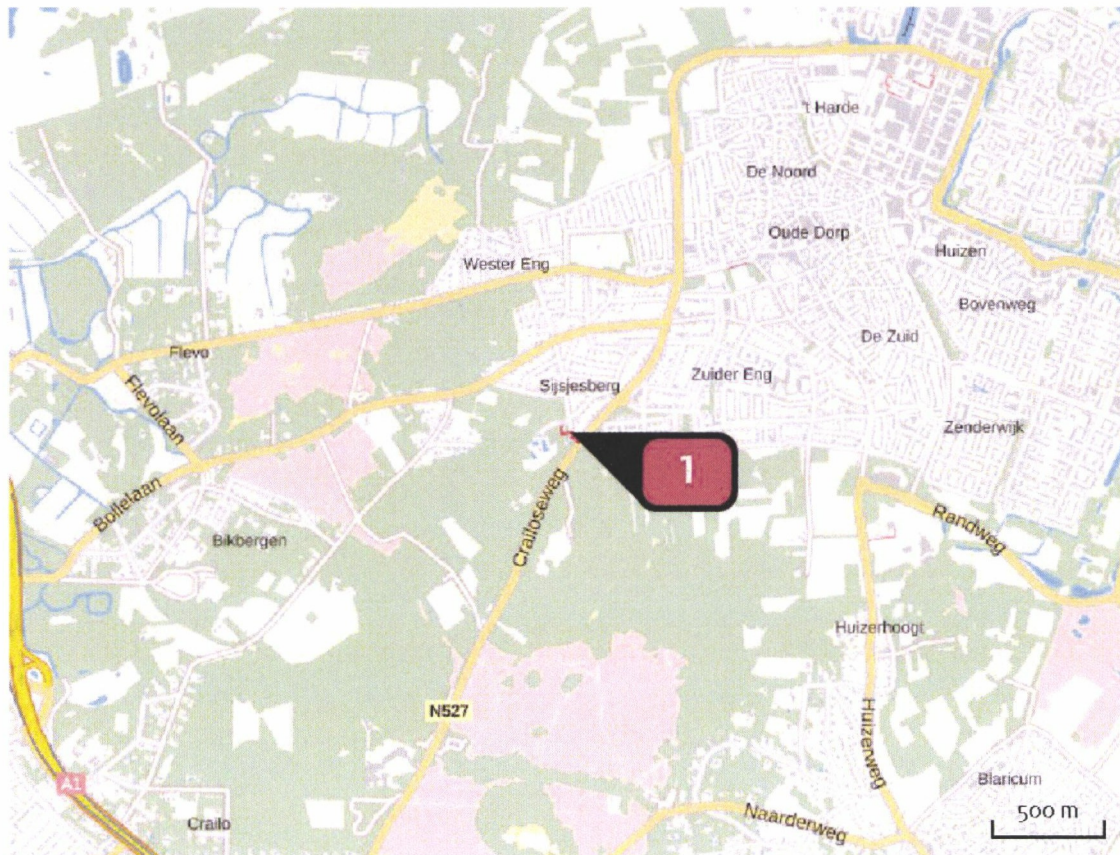 't Harde
De Noord
Oude Dorp
Huizen
Wester Eng
Bovenweg
De Zuid
Flevo
Zuider Eng
Sijsjesberg
Flevolaan
Zenderwijk
1
Crailoseweg
Bollelaan
Randweg
Bikbergen
Huizerhoogt
N527
Huizerweg
Blaricum
A1
500 m
Crailo
Naarderweg